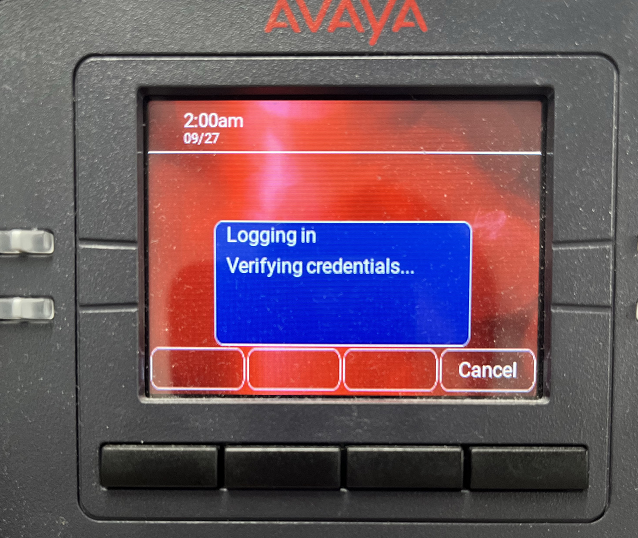 AVAYA
2:00am
09/27
Logging in
Verifying credentials...
Cancel